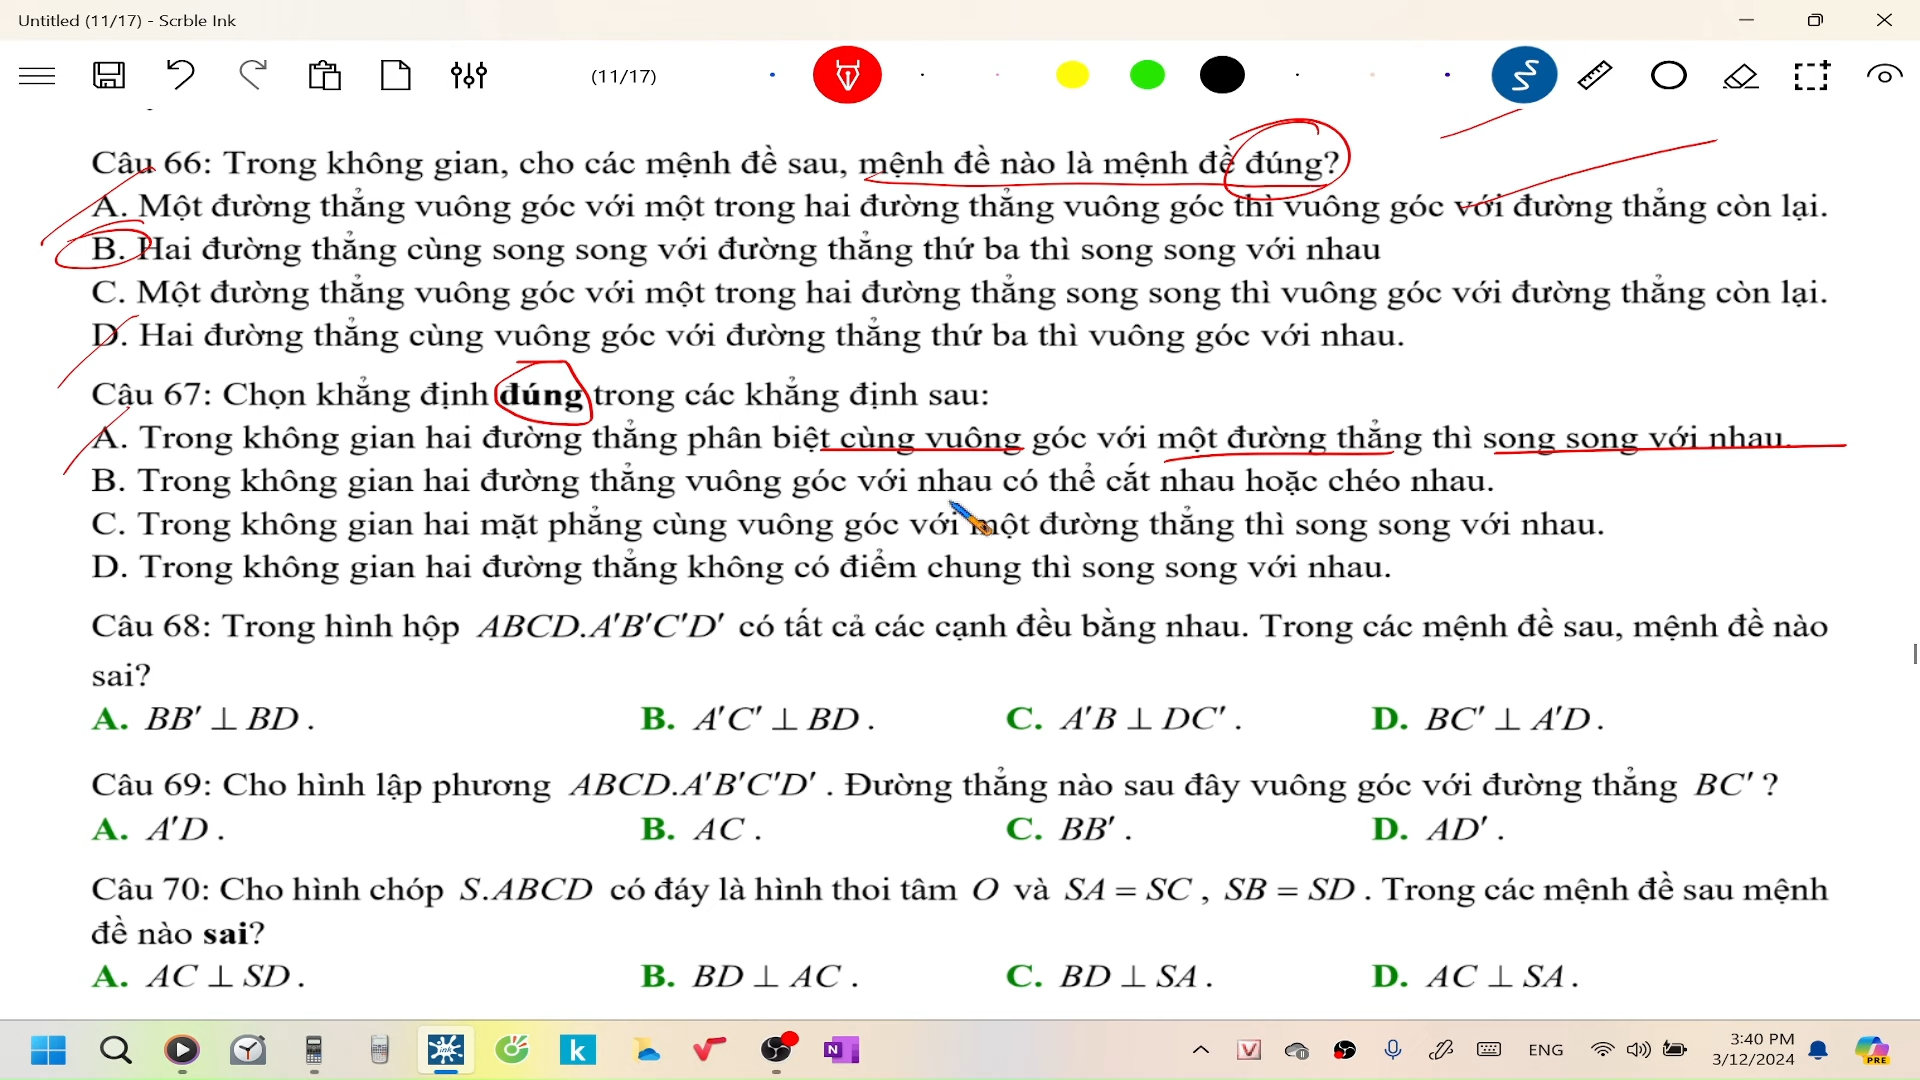 Untitled (11/17) - Scrble Ink
(11/17)
Câu 66: Trong không gian, cho các mệnh đề sau, mệnh đề nào là mệnh đề đúng?
A. Một đường thẳng vuông góc với một trong hai đường thẳng vuông góc thì vuông góc với đường thẳng còn lại.
B. Hai đường thẳng cùng song song với đường thẳng thứ ba thì song song với nhau
C. Một đường thẳng vuông góc với một trong hai đường thẳng song song thì vuông góc với đường thẳng còn lại.
D. Hai đường thẳng cùng vuông góc với đường thẳng thứ ba thì vuông góc với nhau.
Câu 67: Chọn khẳng định đúng trong các khẳng định sau:
A. Trong không gian hai đường thẳng phân biệt cùng vuông góc với một đường thẳng thì song song với nhau.
B. Trong không gian hai đường thẳng vuông góc với nhau có thể cắt nhau hoặc chéo nhau.
C. Trong không gian hai mặt phẳng cùng vuông góc với một đường thẳng thì song song với nhau.
D. Trong không gian hai đường thẳng không có điểm chung thì song song với nhau.
Câu 68: Trong hình hộp ABCD.A'B'C'D' có tất cả các cạnh đều bằng nhau. Trong các mệnh đề sau, mệnh đề nào
sai?
A. BB' ⊥ BD . B. A'C' ⊥ BD . C. A'B ⊥ DC' . D. BC' ⊥ A'D .
Câu 69: Cho hình lập phương ABCD.A'B'C'D' . Đường thẳng nào sau đây vuông góc với đường thẳng BC' ?
A. A'D . B. AC . C. BB' . D. AD' .
Câu 70: Cho hình chóp S.ABCD có đáy là hình thoi tâm O và SA = SC , SB = SD . Trong các mệnh đề sau mệnh
đề nào sai?
A. AC ⊥ SD . B. BD ⊥ AC . C. BD ⊥ SA . D. AC ⊥ SA .
ENG
3:40 PM
3/12/2024